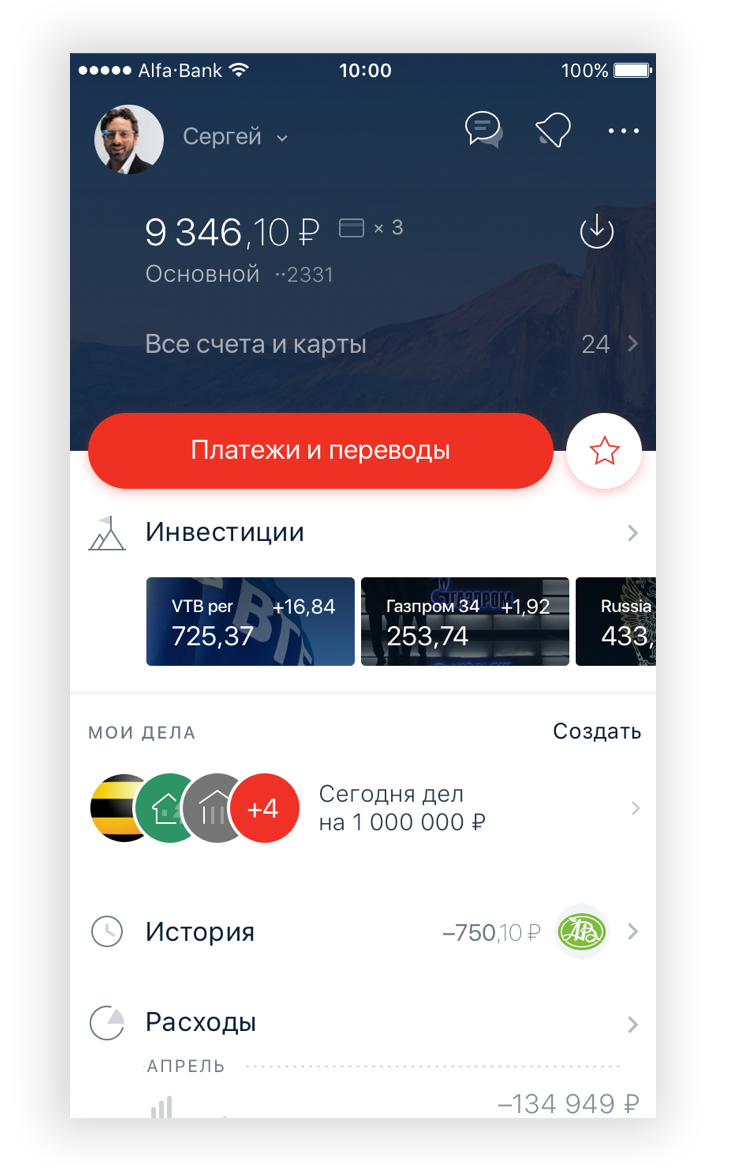 Alfa·Bank 10:00 100%
Сергей
9 346,10 ₽ × 3
Основной ··2331
Все счета и карты 24
Платежи и переводы
Инвестиции
VTB per +16,84
725,37
Газпром 34 +1,92
253,74
Russia
433,
МОИ ДЕЛА Создать
+4
Сегодня дел
на 1 000 000 ₽
История –750,10 ₽
Расходы
АПРЕЛЬ
–134 949 ₽